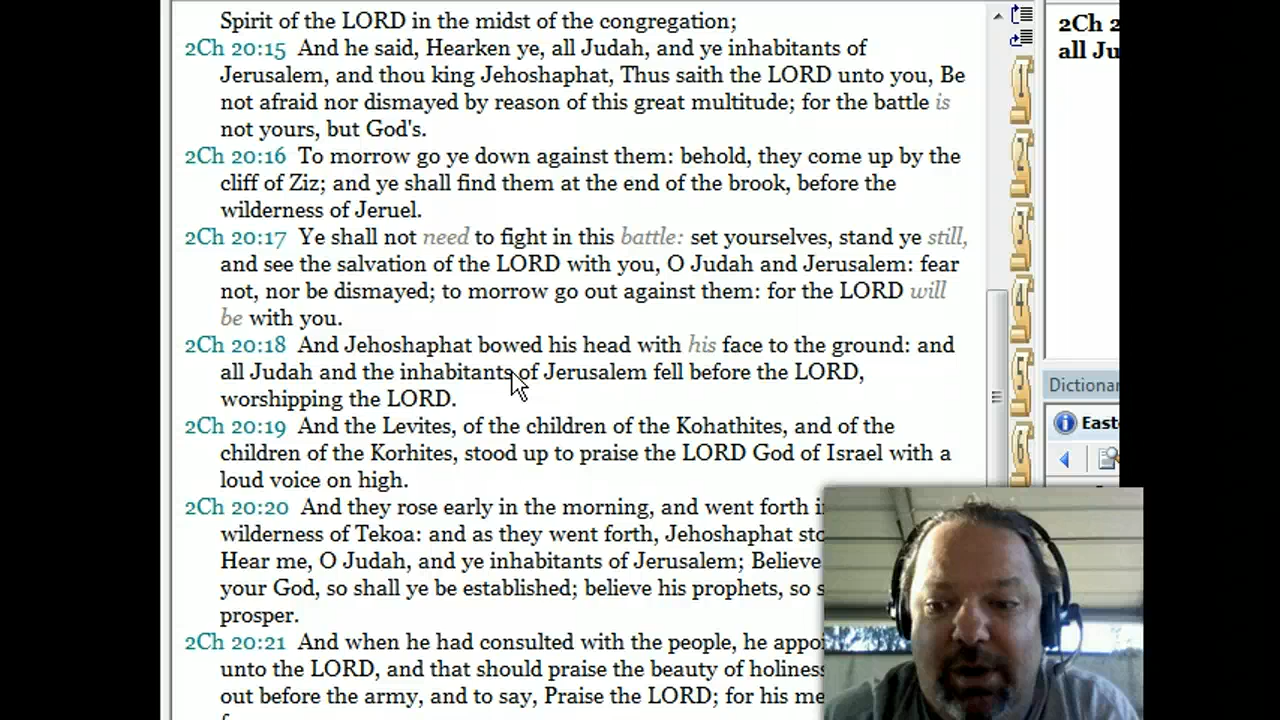 Spirit of the LORD in the midst of the congregation;
2Ch 20:15 And he said, Hearken ye, all Judah, and ye inhabitants of
Jerusalem, and thou king Jehoshaphat, Thus saith the LORD unto you, Be
not afraid nor dismayed by reason of this great multitude; for the battle is
not yours, but God's.
2Ch 20:16 To morrow go ye down against them: behold, they come up by the
cliff of Ziz; and ye shall find them at the end of the brook, before the
wilderness of Jeruel.
2Ch 20:17 Ye shall not need to fight in this battle: set yourselves, stand ye still,
and see the salvation of the LORD with you, O Judah and Jerusalem: fear
not, nor be dismayed; to morrow go out against them: for the LORD will
be with you.
2Ch 20:18 And Jehoshaphat bowed his head with his face to the ground: and
all Judah and the inhabitants of Jerusalem fell before the LORD,
worshipping the LORD.
2Ch 20:19 And the Levites, of the children of the Kohathites, and of the
children of the Korhites, stood up to praise the LORD God of Israel with a
loud voice on high.
2Ch 20:20 And they rose early in the morning, and went forth i
wilderness of Tekoa: and as they went forth, Jehoshaphat sto
Hear me, O Judah, and ye inhabitants of Jerusalem; Believe
your God, so shall ye be established; believe his prophets, so s
prosper.
2Ch 20:21 And when he had consulted with the people, he appoi
unto the LORD, and that should praise the beauty of holiness
out before the army, and to say, Praise the LORD; for his me
2Ch 2
all Ju
1
2
3
4
5
6
Dictionar
East